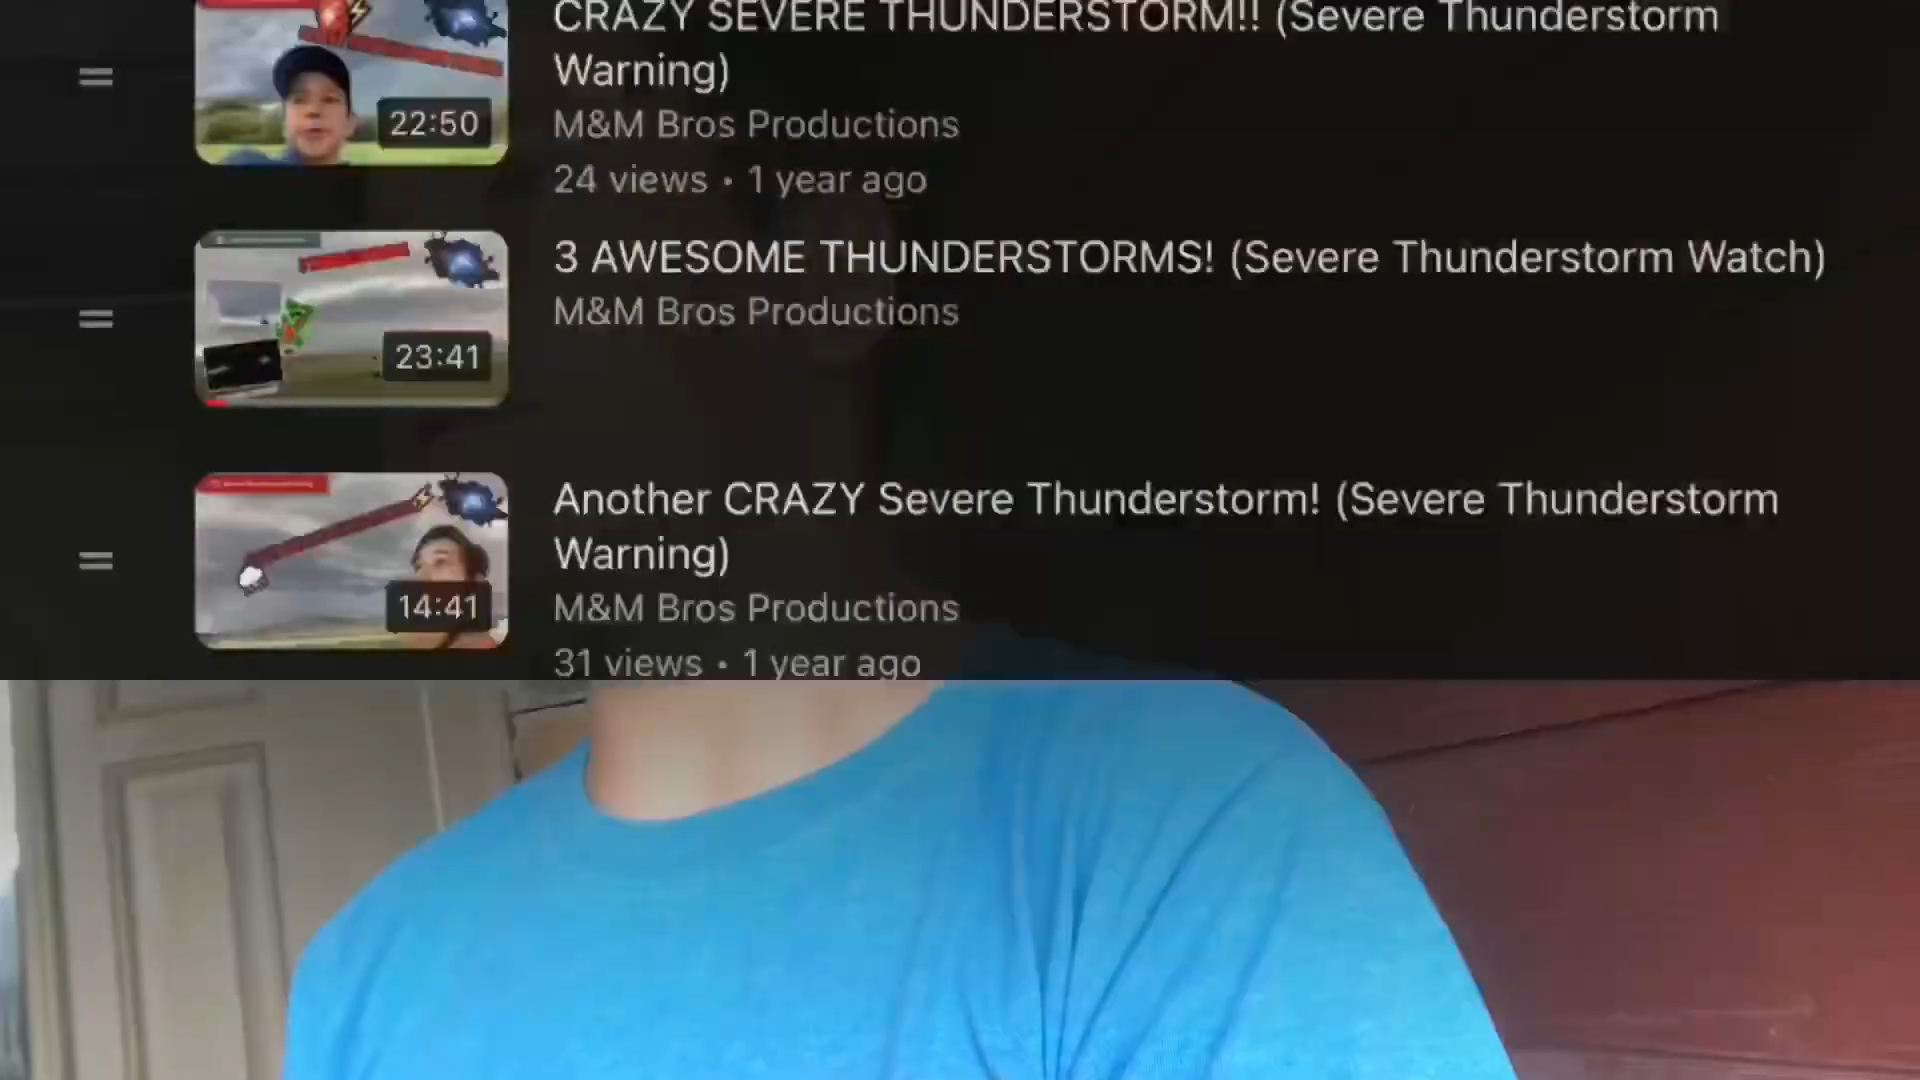 CRAZY SEVERE THUNDERSTORM!! (Severe Thunderstorm
Warning)
22:50
M&M Bros Productions
24 views • 1 year ago
3 AWESOME THUNDERSTORMS! (Severe Thunderstorm Watch)
23:41
M&M Bros Productions
Another CRAZY Severe Thunderstorm! (Severe Thunderstorm
Warning)
14:41
M&M Bros Productions
31 views • 1 year ago